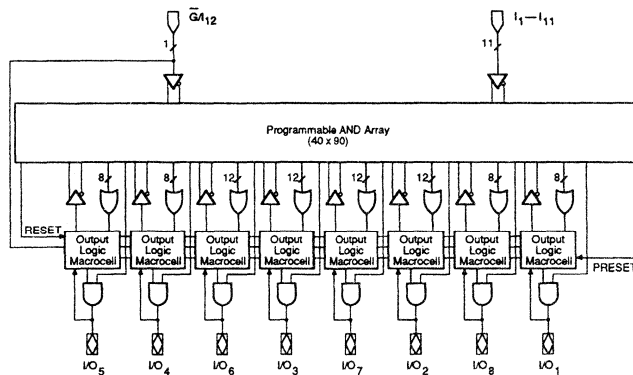 G/I12
I1–I11
1
11
Programmable AND Array
(40 x 90)
8
8
12
12
12
12
8
8
RESET
Output
Logic
Macrocell
Output
Logic
Macrocell
Output
Logic
Macrocell
Output
Logic
Macrocell
Output
Logic
Macrocell
Output
Logic
Macrocell
Output
Logic
Macrocell
Output
Logic
Macrocell
PRESET
I/O5
I/O4
I/O6
I/O3
I/O7
I/O2
I/O8
I/O1